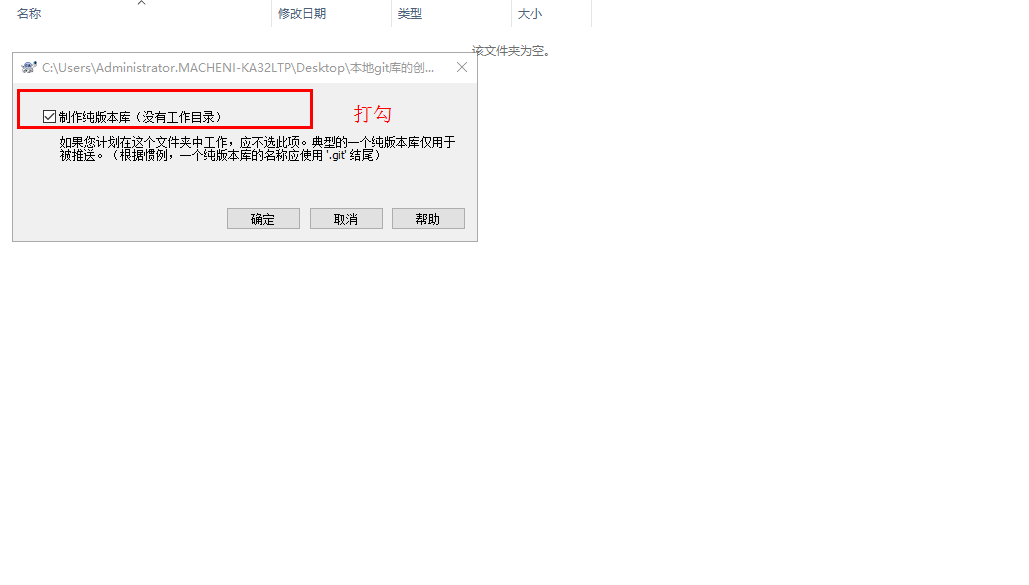 名称 修改日期 类型 大小
该文件夹为空。
C:\Users\Administrator.MACHENI-KA32LTP\Desktop\本地git库的创...
制作纯版本库（没有工作目录）
打勾
如果您计划在这个文件夹中工作，应不选此项。典型的一个纯版本库仅用于
被推送。（根据惯例，一个纯版本库的名称应使用 '.git' 结尾）
确定 取消 帮助